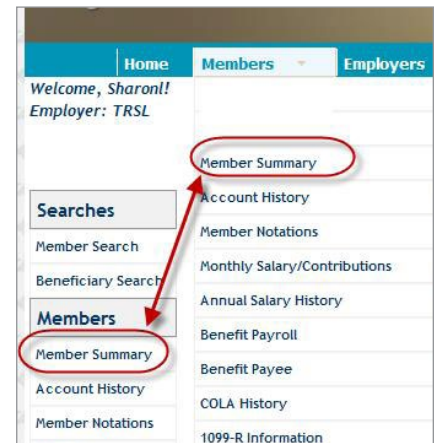 Home Members Employers
Welcome, Sharonl!
Employer: TRSL
Searches
Member Search
Beneficiary Search
Members
Member Summary
Account History
Member Notations
Member Summary
Account History
Member Notations
Monthly Salary/Contributions
Annual Salary History
Benefit Payroll
Benefit Payee
COLA History
1099-R Information